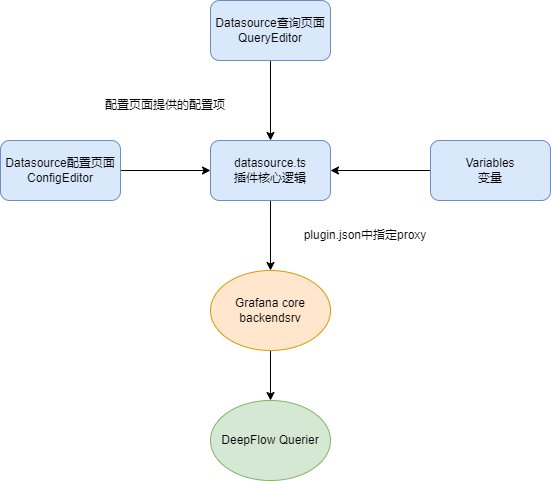 Datasource查询页面
QueryEditor
配置页面提供的配置项
Datasource配置页面
ConfigEditor
datasource.ts
插件核心逻辑
Variables
变量
plugin.json中指定proxy
Grafana core
backendsrv
DeepFlow Querier